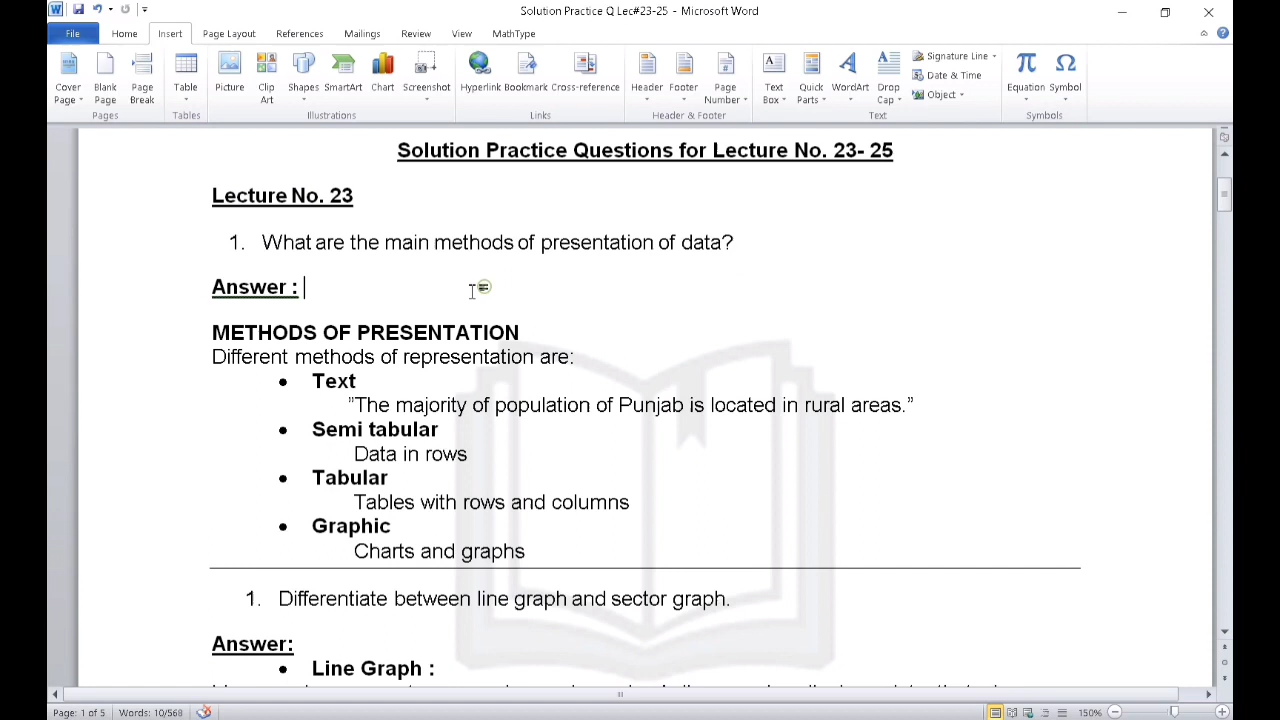 Solution Practice Q Lec#23-25 - Microsoft Word
File Home Insert Page Layout References Mailings Review View MathType
Cover Page
Blank Page
Page Break
Table
Picture
Clip Art
Shapes
SmartArt
Chart
Screenshot
Hyperlink
Bookmark
Cross-reference
Header
Footer
Page Number
Text Box
Quick Parts
WordArt
Drop Cap
Signature Line
Date & Time
Object
Equation
Symbol
Pages Tables Illustrations Links Header & Footer Text Symbols
Solution Practice Questions for Lecture No. 23- 25
Lecture No. 23
1. What are the main methods of presentation of data?
Answer :
METHODS OF PRESENTATION
Different methods of representation are:
• Text
”The majority of population of Punjab is located in rural areas.”
• Semi tabular
Data in rows
• Tabular
Tables with rows and columns
• Graphic
Charts and graphs
1. Differentiate between line graph and sector graph.
Answer:
• Line Graph :
Page: 1 of 5 Words: 10/568 150%